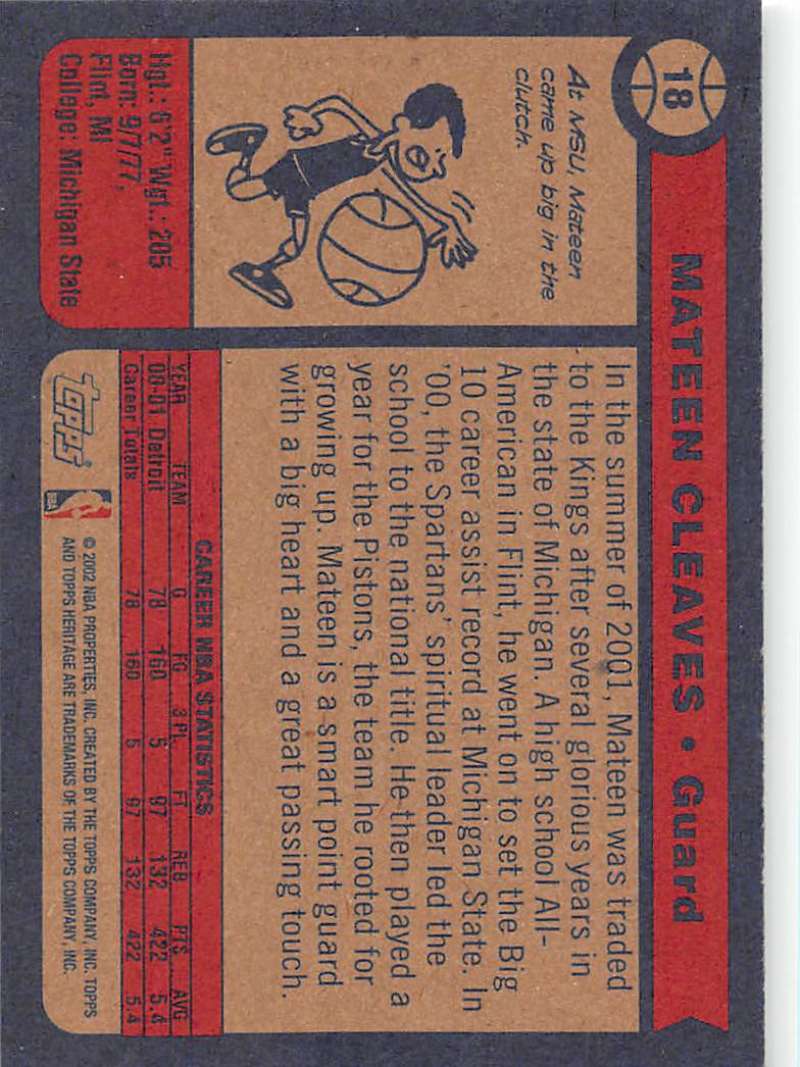 18
MATEEN CLEAVES • Guard
At MSU, Mateen
came up big in the
clutch.
Hgt.: 6'2" Wgt.: 205
Born: 9/7/77,
Flint, MI
College: Michigan State
In the summer of 2001, Mateen was traded
to the Kings after several glorious years in
the state of Michigan. A high school All-
American in Flint, he went on to set the Big
10 career assist record at Michigan State. In
'00, the Spartans' spiritual leader led the
school to the national title. He then played a
year for the Pistons, the team he rooted for
growing up. Mateen is a smart point guard
with a big heart and a great passing touch.
CAREER NBA STATISTICS
YEAR TEAM G FG 3PL FT REB PTS AVG
00-01 Detroit 78 160 5 97 132 422 5.4
Career Totals 78 160 5 97 132 422 5.4
topps NBA
© 2002 NBA PROPERTIES, INC. CREATED BY THE TOPPS COMPANY, INC. TOPPS
AND TOPPS HERITAGE ARE TRADEMARKS OF THE TOPPS COMPANY, INC.